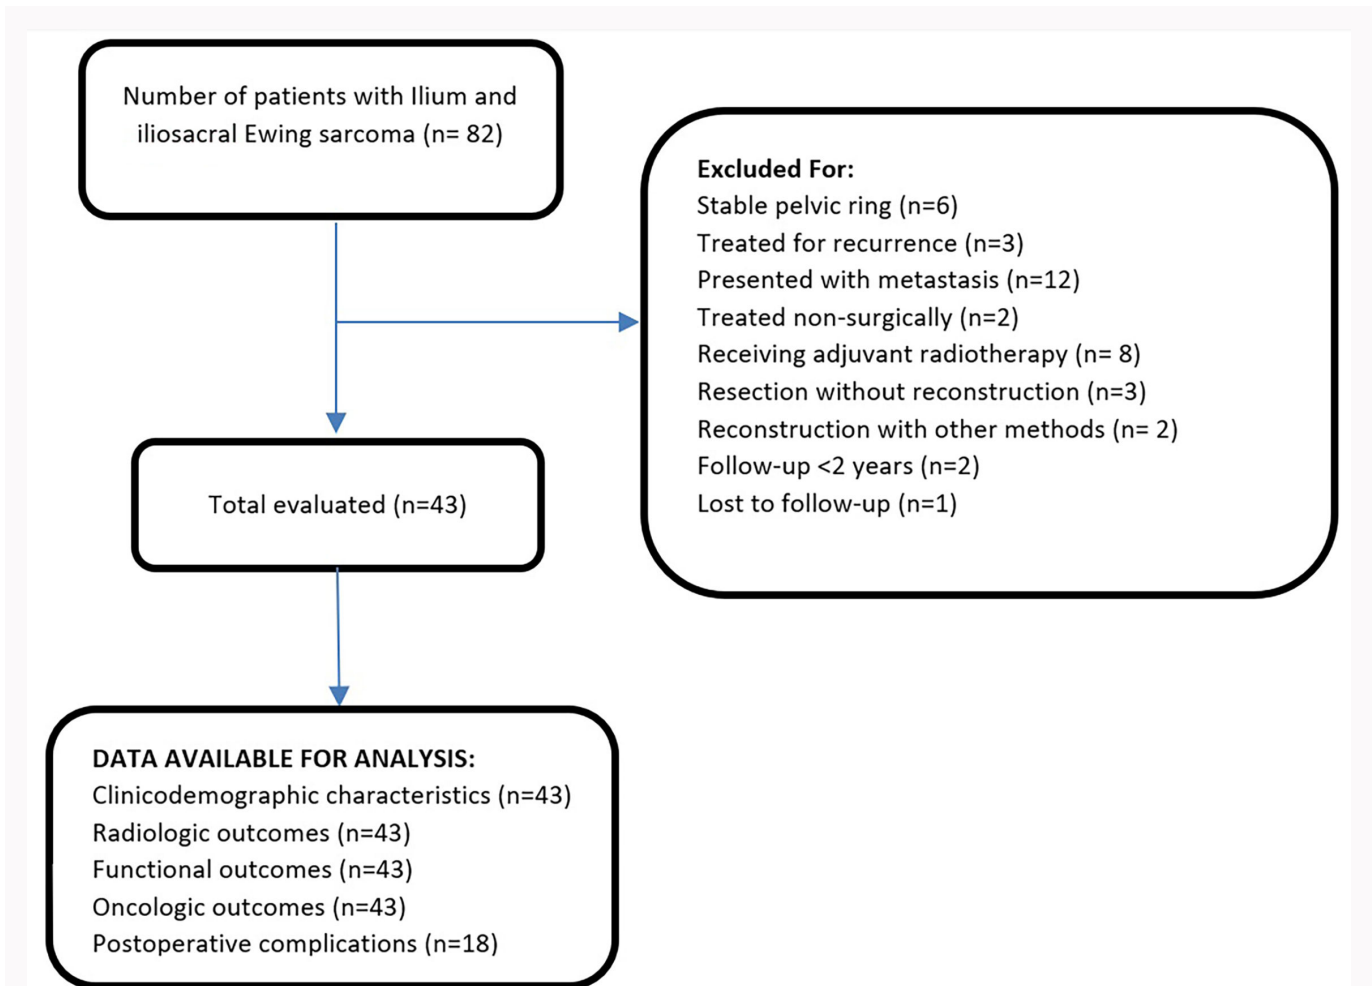 Number of patients with Ilium and
iliosacral Ewing sarcoma (n= 82)
Excluded For:
Stable pelvic ring (n=6)
Treated for recurrence (n=3)
Presented with metastasis (n=12)
Treated non-surgically (n=2)
Receiving adjuvant radiotherapy (n= 8)
Resection without reconstruction (n=3)
Reconstruction with other methods (n= 2)
Follow-up <2 years (n=2)
Lost to follow-up (n=1)
Total evaluated (n=43)
DATA AVAILABLE FOR ANALYSIS:
Clinicodemographic characteristics (n=43)
Radiologic outcomes (n=43)
Functional outcomes (n=43)
Oncologic outcomes (n=43)
Postoperative complications (n=18)